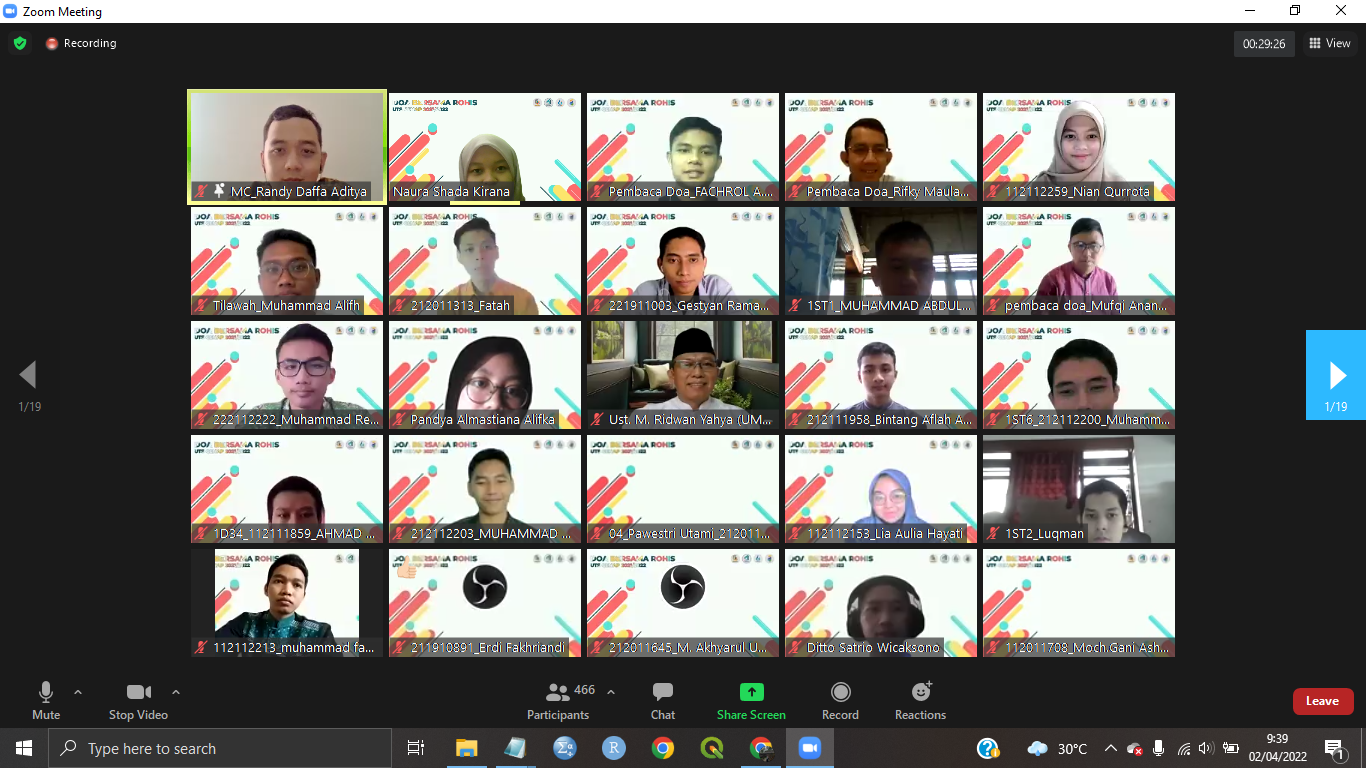 Zoom Meeting
Recording
00:29:26
View
DOA BERSAMA ROHIS
MC_Randy Daffa Aditya
Naura Shada Kirana
Pembaca Doa_FACHROL A....
Pembaca Doa_Rifky Maula...
112112259_Nian Qurrota
Tilawah_Muhammad Alifh
212011313_Fatah
221911003_Gestyan Rama...
1ST1_MUHAMMAD ABDUL...
pembaca doa_Mufqi Anan...
1/19
222112222_Muhammad Re...
Pandya Almastiana Alifka
Ust. M. Ridwan Yahya (UM...
212111958_Bintang Aflah A...
1ST6_212112200_Muhamm...
1/19
1D34_112111859_AHMAD ...
212112203_MUHAMMAD ...
04_Pawestri Utami_212011...
112112153_Lia Aulia Hayati
1ST2_Luqman
112112213_muhammad fa...
211910891_Erdi Fakhriandi
212011645_M. Akhyarul U...
Ditto Satrio Wicaksono
112011708_Moch.Gani Ash...
Mute
Stop Video
466
Participants
Chat
Share Screen
Record
Reactions
Leave
Type here to search
30°C
9:39
02/04/2022
1